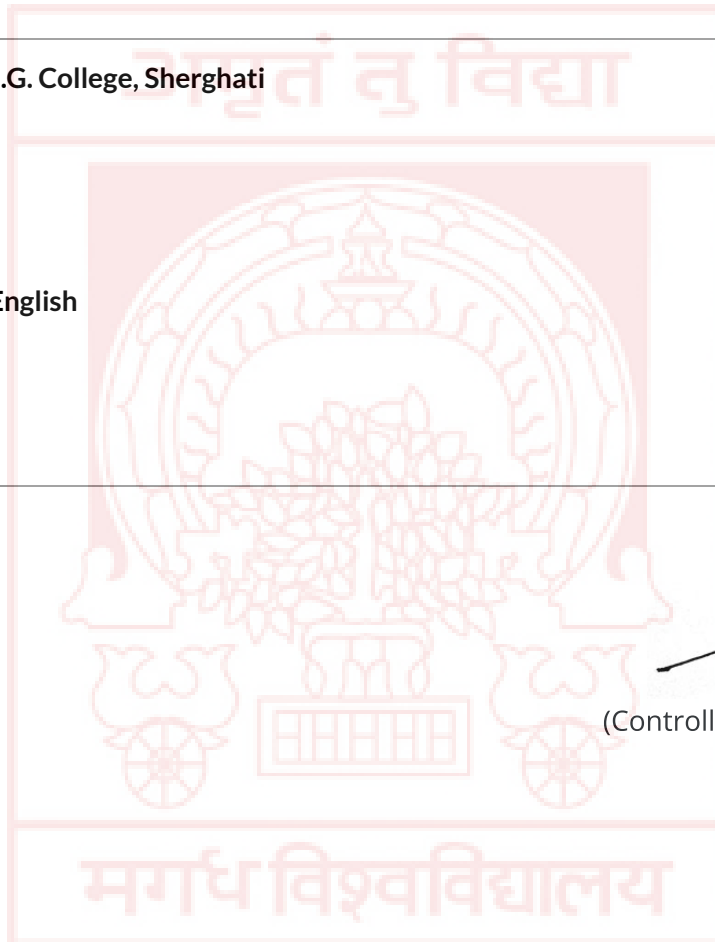 अमृतं तु विद्या
.G. College, Sherghati
English
(Controll
मगध विश्वविद्यालय